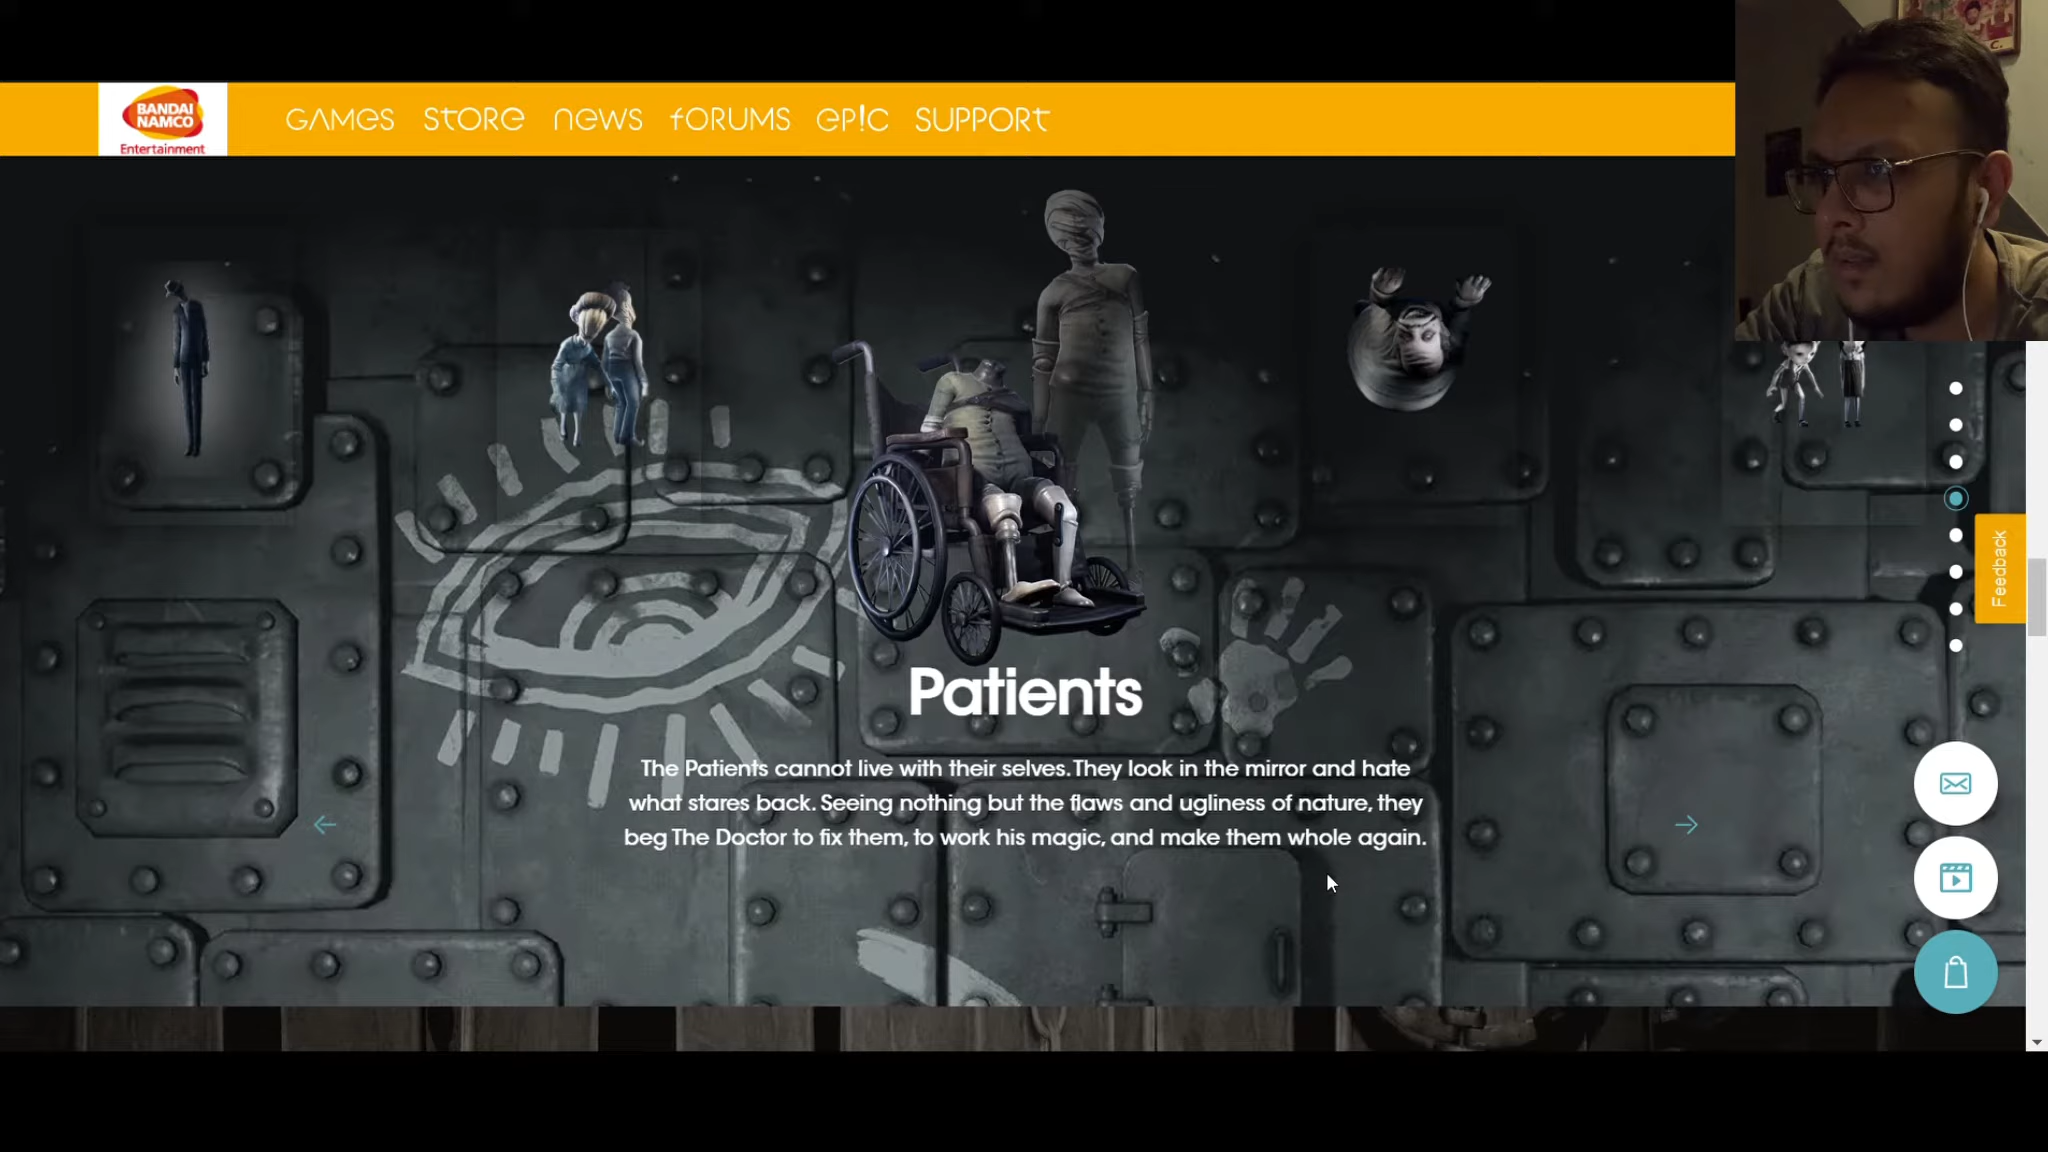 BANDAI
NAMCO
Entertainment
GAMES STORE NEWS FORUMS EP!C SUPPORT
C.
Feedback
Patients
The Patients cannot live with their selves.They look in the mirror and hate
what stares back. Seeing nothing but the flaws and ugliness of nature, they
beg The Doctor to fix them, to work his magic, and make them whole again.